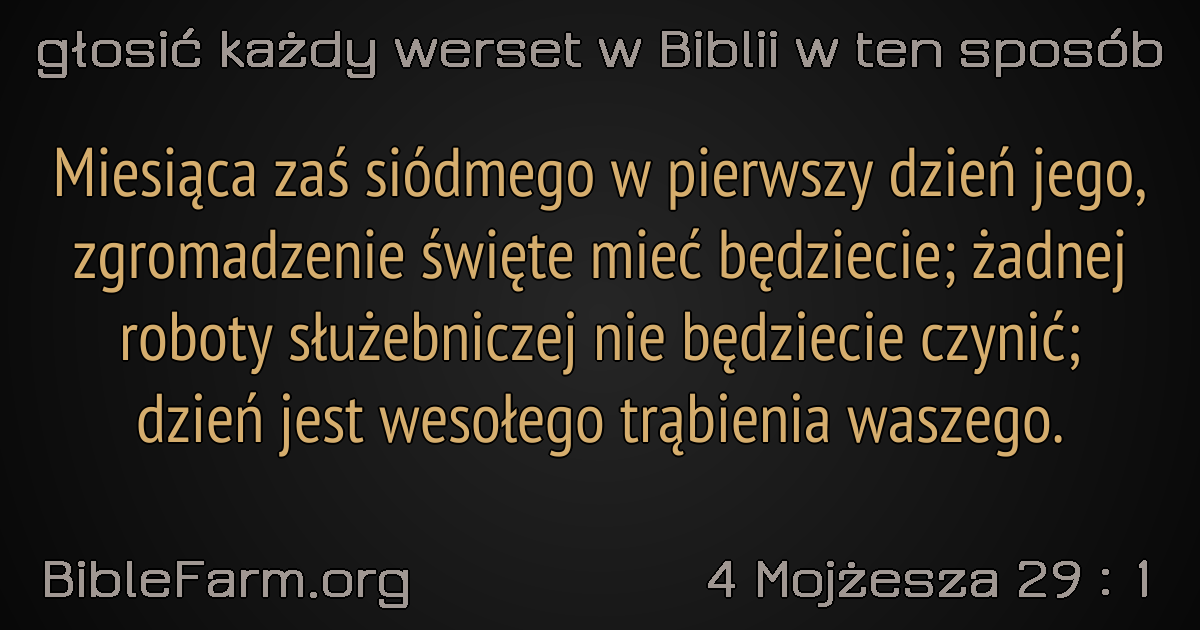 głosić każdy werset w Biblii w ten sposób
Miesiąca zaś siódmego w pierwszy dzień jego,
zgromadzenie święte mieć będziecie; żadnej
roboty służebniczej nie będziecie czynić;
dzień jest wesołego trąbienia waszego.
BibleFarm.org
4 Mojżesza 29 : 1